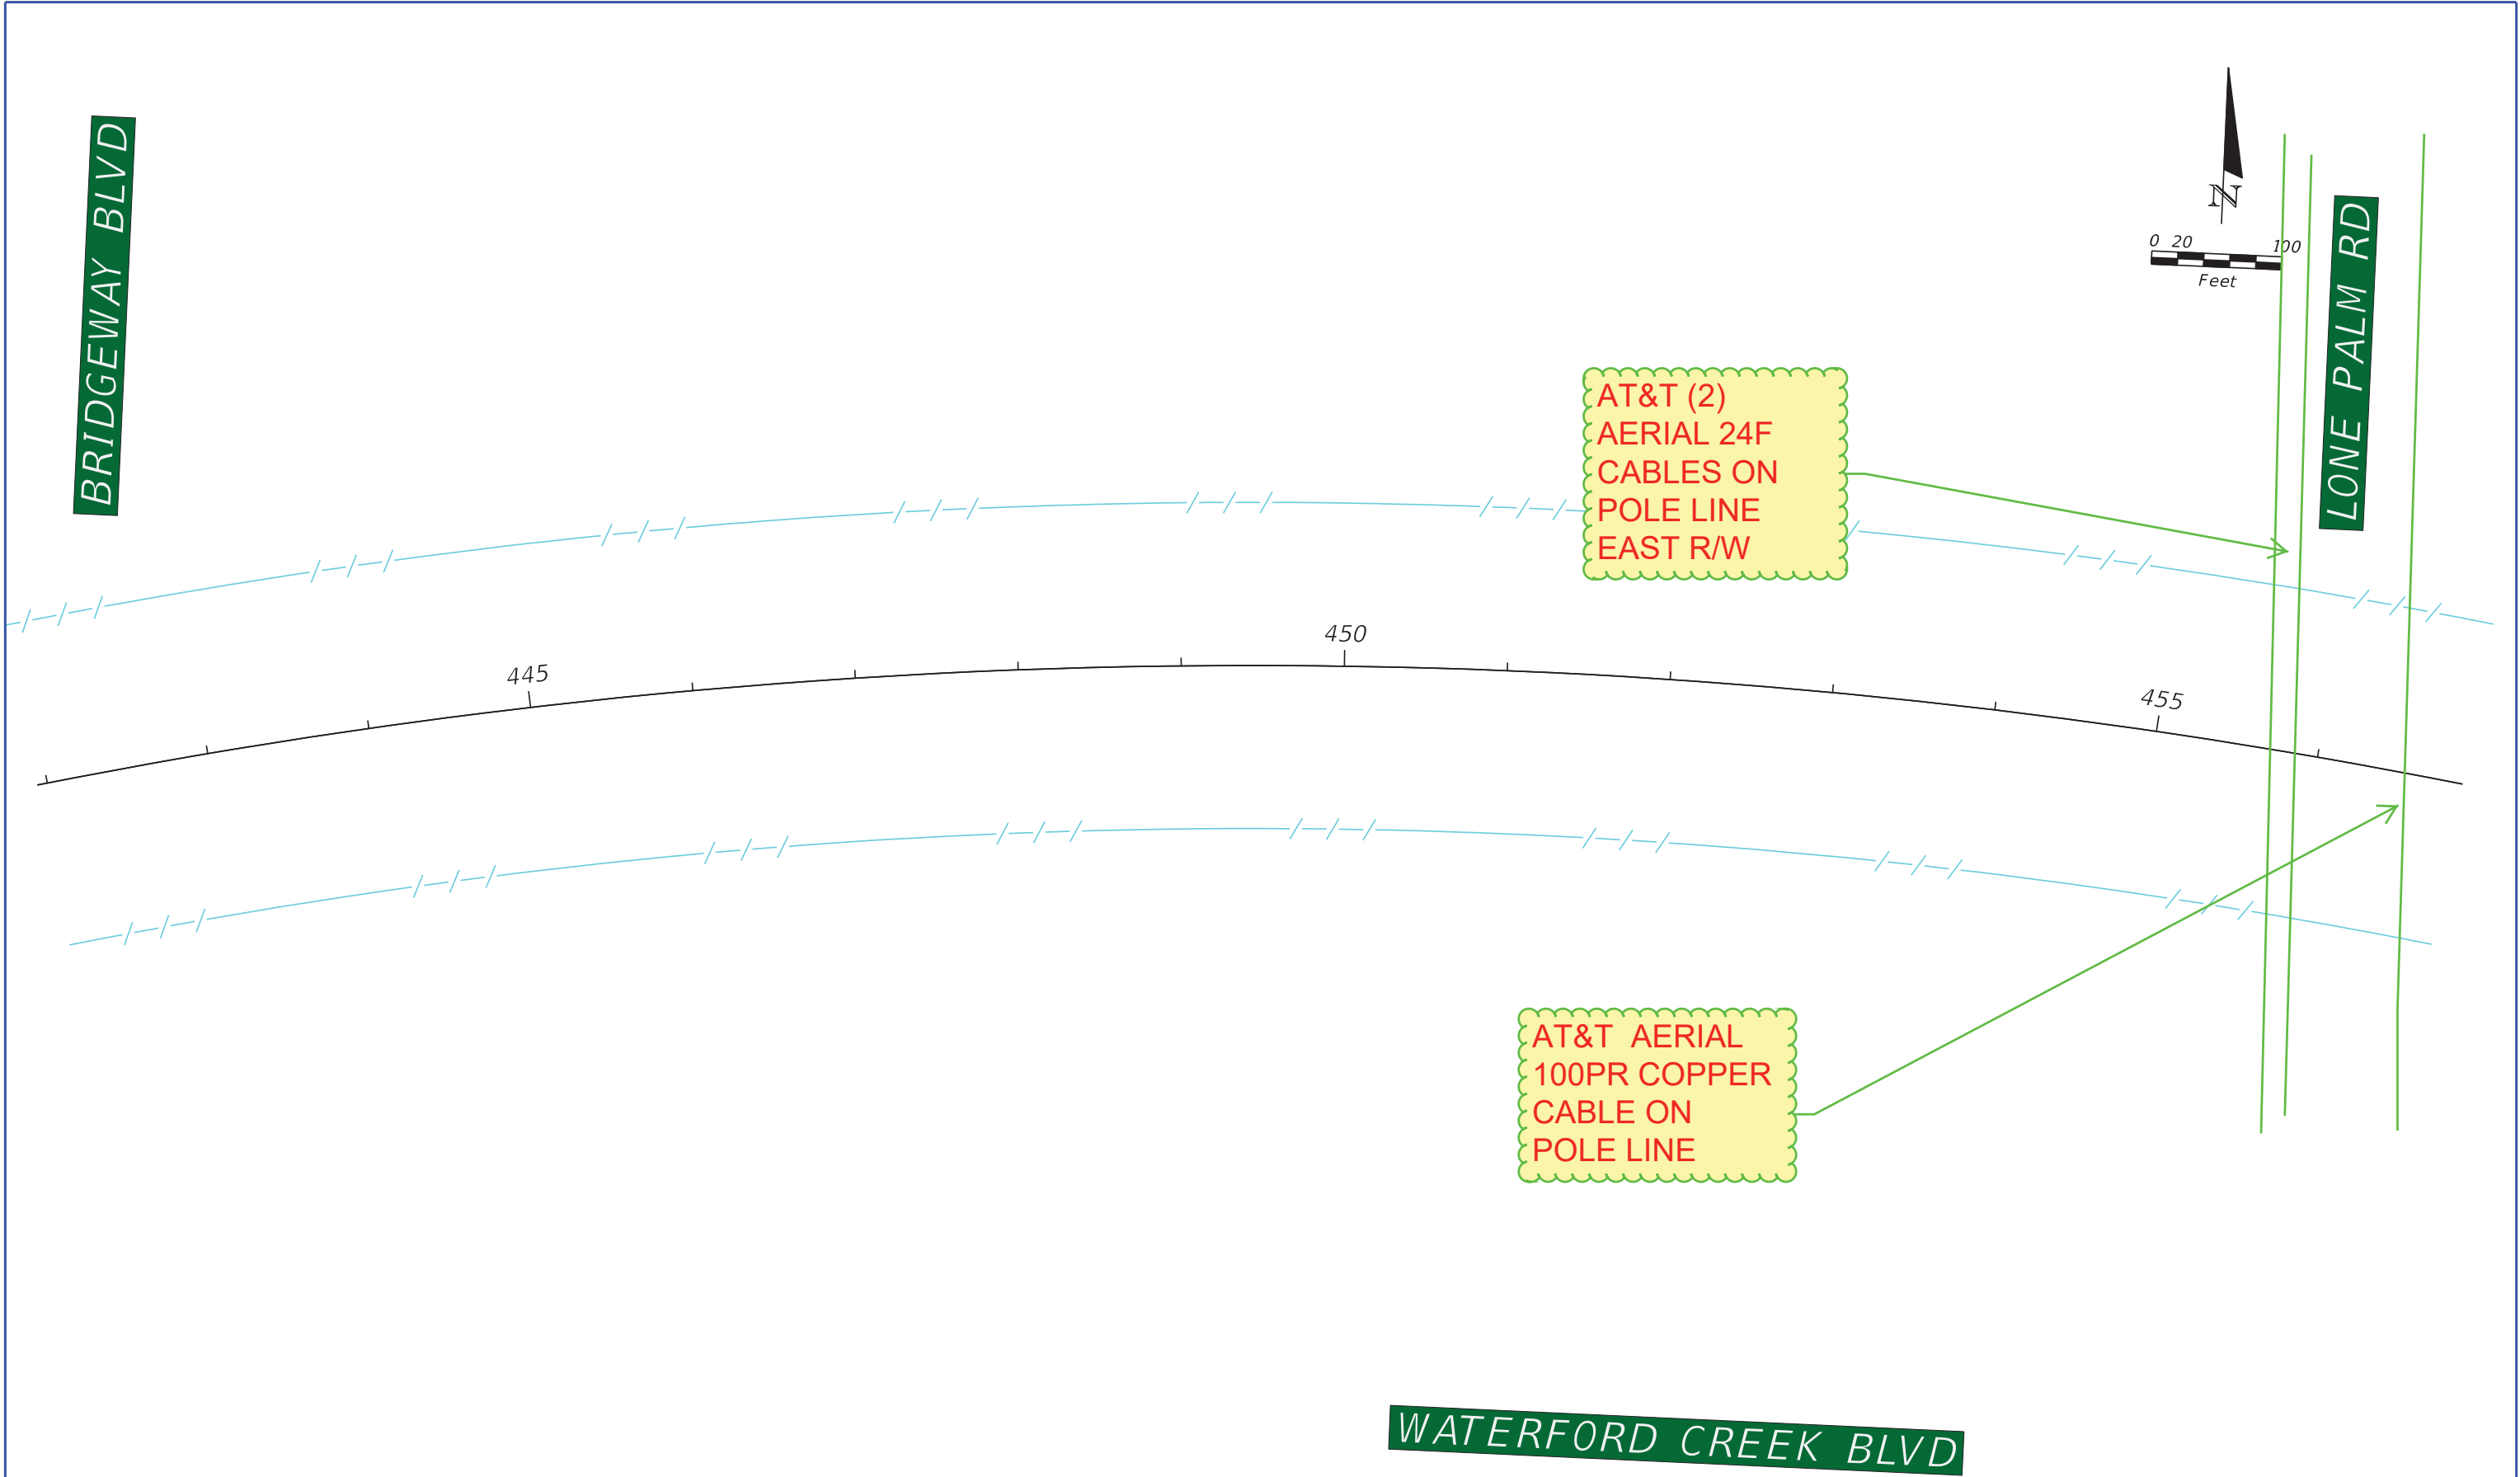 BRIDGEWAY BLVD
N
0 20 100
Feet
LONE PALM RD
AT&T (2)
AERIAL 24F
CABLES ON
POLE LINE
EAST R/W
445
450
455
AT&T  AERIAL
100PR COPPER
CABLE ON
POLE LINE
WATERFORD CREEK BLVD